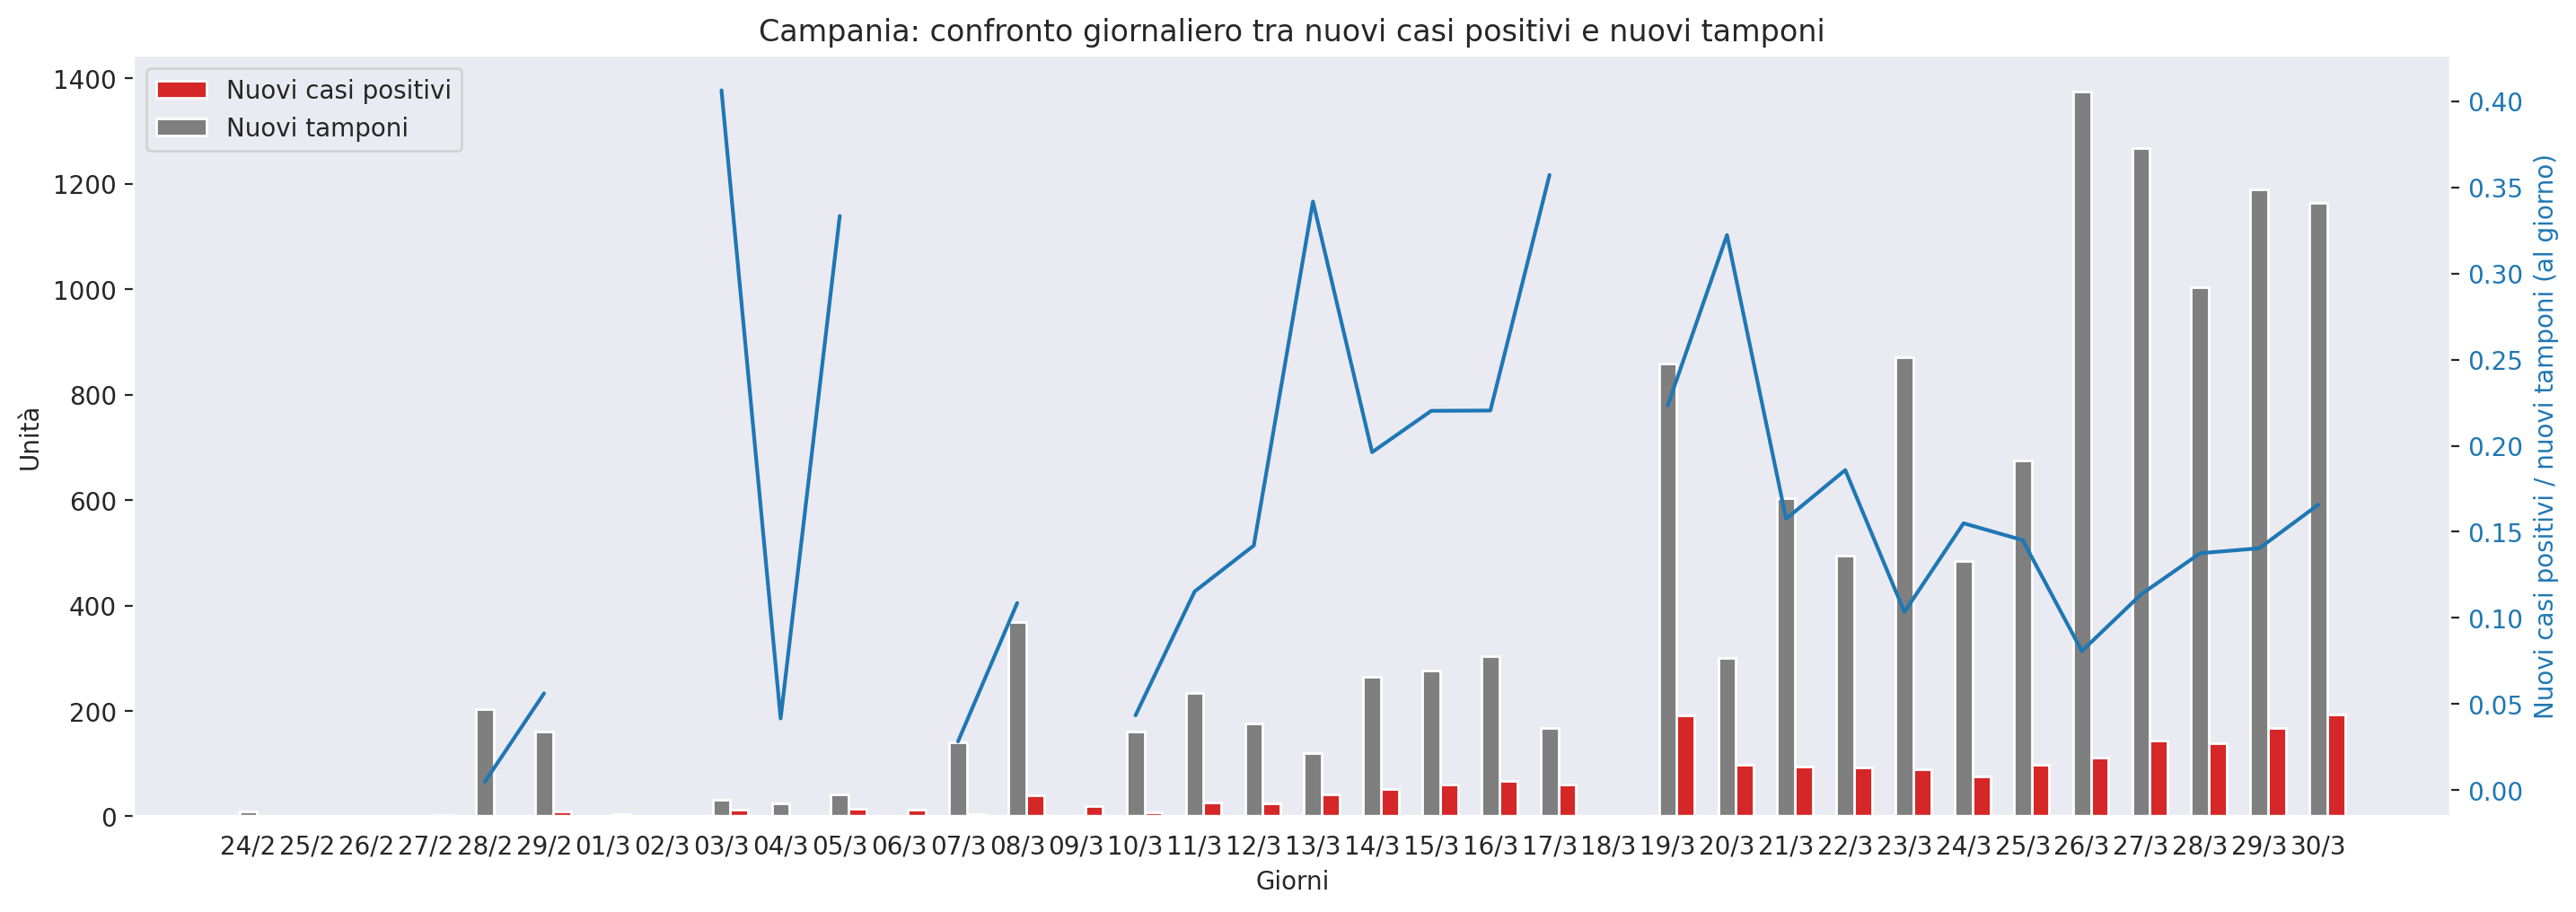 Campania: confronto giornaliero tra nuovi casi positivi e nuovi tamponi
Nuovi casi positivi
Nuovi tamponi
1400
1200
1000
800
600
400
200
0
Unità
0.40
0.35
0.30
0.25
0.20
0.15
0.10
0.05
0.00
Nuovi casi positivi / nuovi tamponi (al giorno)
24/2 25/2 26/2 27/2 28/2 29/2 01/3 02/3 03/3 04/3 05/3 06/3 07/3 08/3 09/3 10/3 11/3 12/3 13/3 14/3 15/3 16/3 17/3 18/3 19/3 20/3 21/3 22/3 23/3 24/3 25/3 26/3 27/3 28/3 29/3 30/3
Giorni